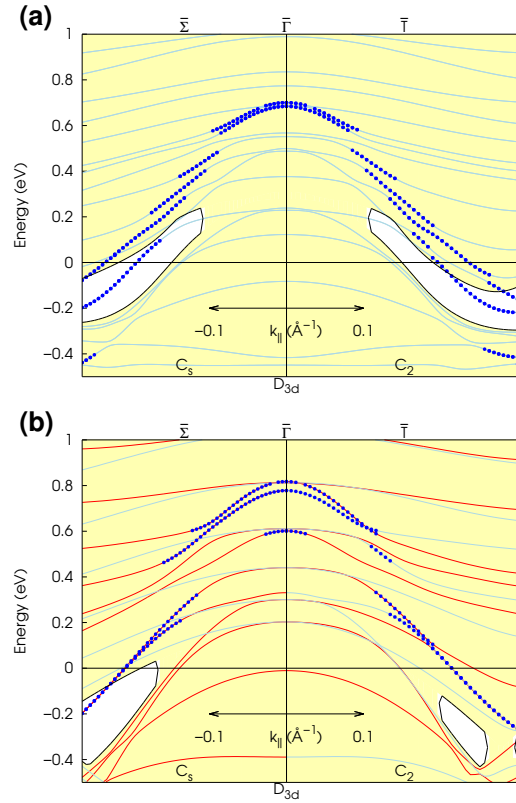 (a)
Σ̅ Γ̅ T̅
1
0.8
0.6
0.4
0.2
0
−0.2
−0.4
Energy (eV)
−0.1 k|| (Å⁻¹) 0.1
Cs C2
D3d
(b)
Σ̅ Γ̅ T̅
1
0.8
0.6
0.4
0.2
0
−0.2
−0.4
Energy (eV)
−0.1 k|| (Å⁻¹) 0.1
Cs C2
D3d